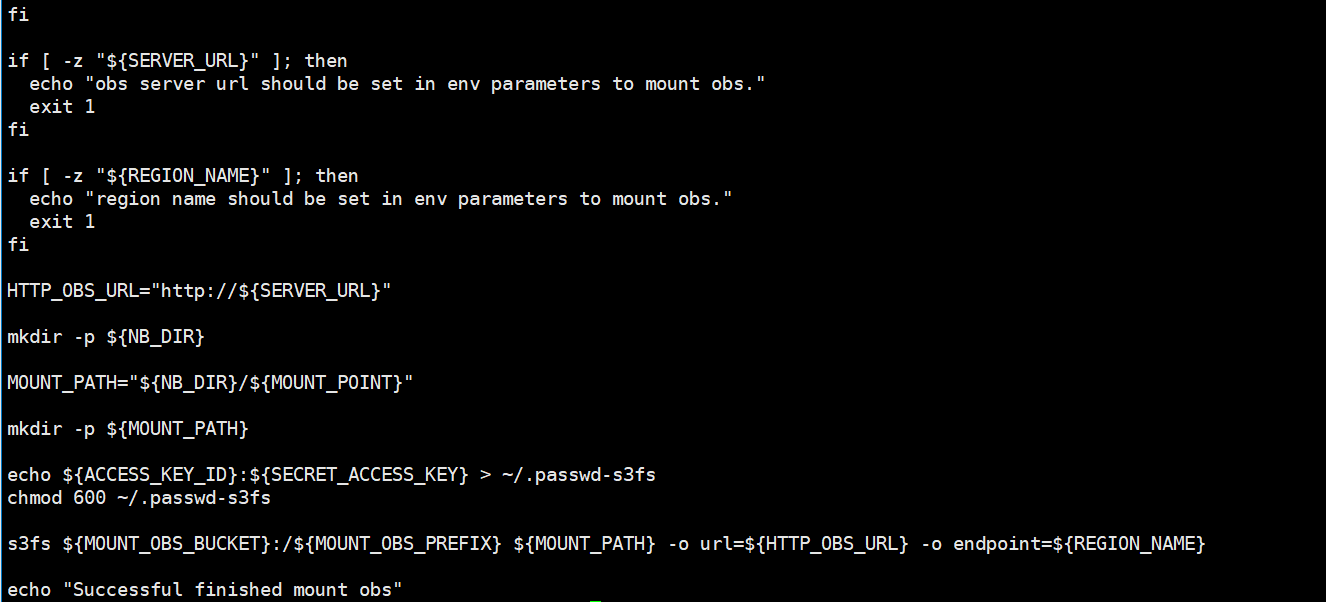 fi
if [ -z "${SERVER_URL}" ]; then
  echo "obs server url should be set in env parameters to mount obs."
  exit 1
fi
if [ -z "${REGION_NAME}" ]; then
  echo "region name should be set in env parameters to mount obs."
  exit 1
fi
HTTP_OBS_URL="http://${SERVER_URL}"
mkdir -p ${NB_DIR}
MOUNT_PATH="${NB_DIR}/${MOUNT_POINT}"
mkdir -p ${MOUNT_PATH}
echo ${ACCESS_KEY_ID}:${SECRET_ACCESS_KEY} > ~/.passwd-s3fs
chmod 600 ~/.passwd-s3fs
s3fs ${MOUNT_OBS_BUCKET}:/${MOUNT_OBS_PREFIX} ${MOUNT_PATH} -o url=${HTTP_OBS_URL} -o endpoint=${REGION_NAME}
echo "Successful finished mount obs"